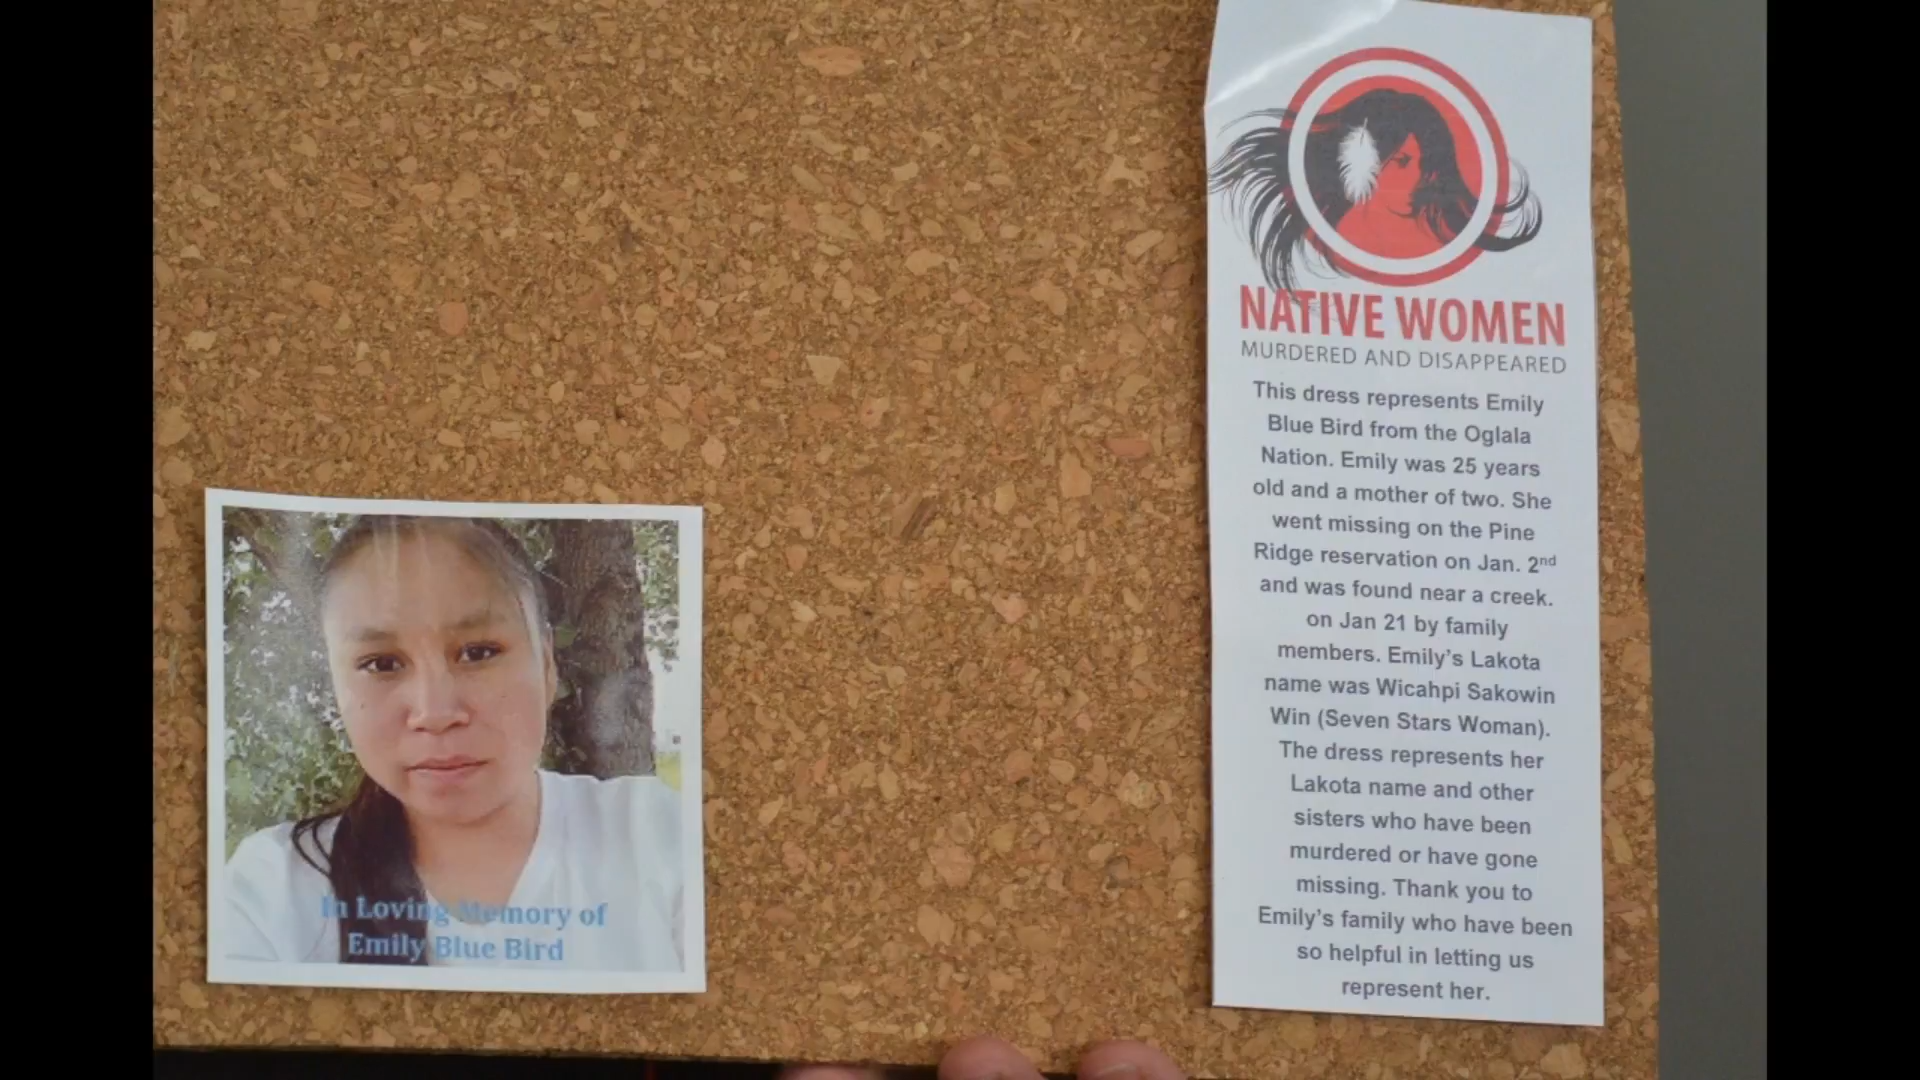 In Loving Memory of
Emily Blue Bird
NATIVE WOMEN
MURDERED AND DISAPPEARED
This dress represents Emily
Blue Bird from the Oglala
Nation. Emily was 25 years
old and a mother of two. She
went missing on the Pine
Ridge reservation on Jan. 2nd
and was found near a creek.
on Jan 21 by family
members. Emily's Lakota
name was Wicahpi Sakowin
Win (Seven Stars Woman).
The dress represents her
Lakota name and other
sisters who have been
murdered or have gone
missing. Thank you to
Emily's family who have been
so helpful in letting us
represent her.